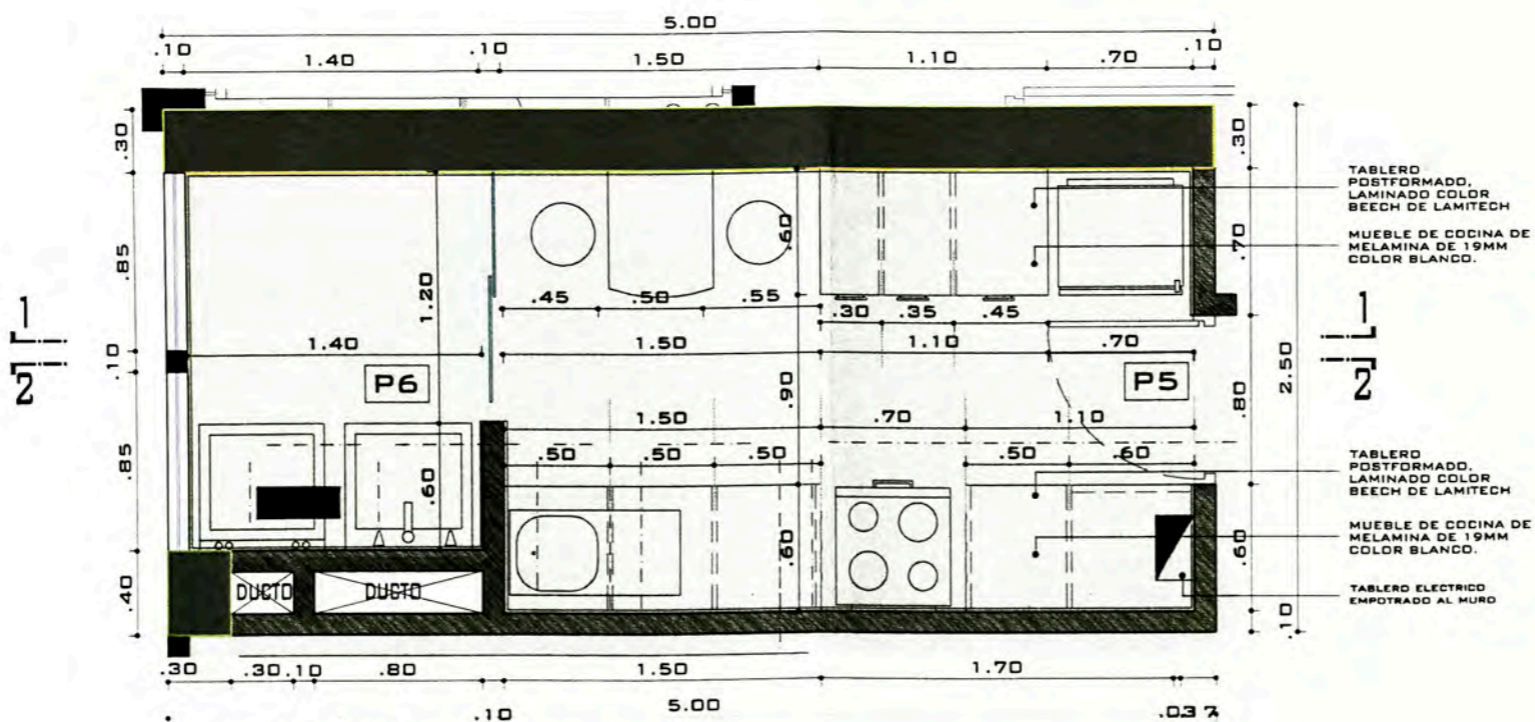 5.00
.10 1.40 .10 1.50 1.10 .70 .10
.30 .30
TABLERO
POSTFORMADO,
LAMINADO COLOR
BEECH DE LAMITECH
MUEBLE DE COCINA DE
MELAMINA DE 19MM
COLOR BLANCO.
.85 1.20 .60 .70
.45 .50 .55 .30 .35 .45
1 1
1.40 1.50 1.10 .70
.10 2.50
2 P6 .90 P5 .80 2
1.50 .70 1.10
.50 .50 .50 .50 .60
.85 .60 .60 .60
TABLERO
POSTFORMADO,
LAMINADO COLOR
BEECH DE LAMITECH
MUEBLE DE COCINA DE
MELAMINA DE 19MM
COLOR BLANCO.
.40 DUCTO DUCTO
TABLERO ELECTRICO
EMPOTRADO AL MURO
.10
.30 .30 .10 .80 1.50 1.70
.10 5.00